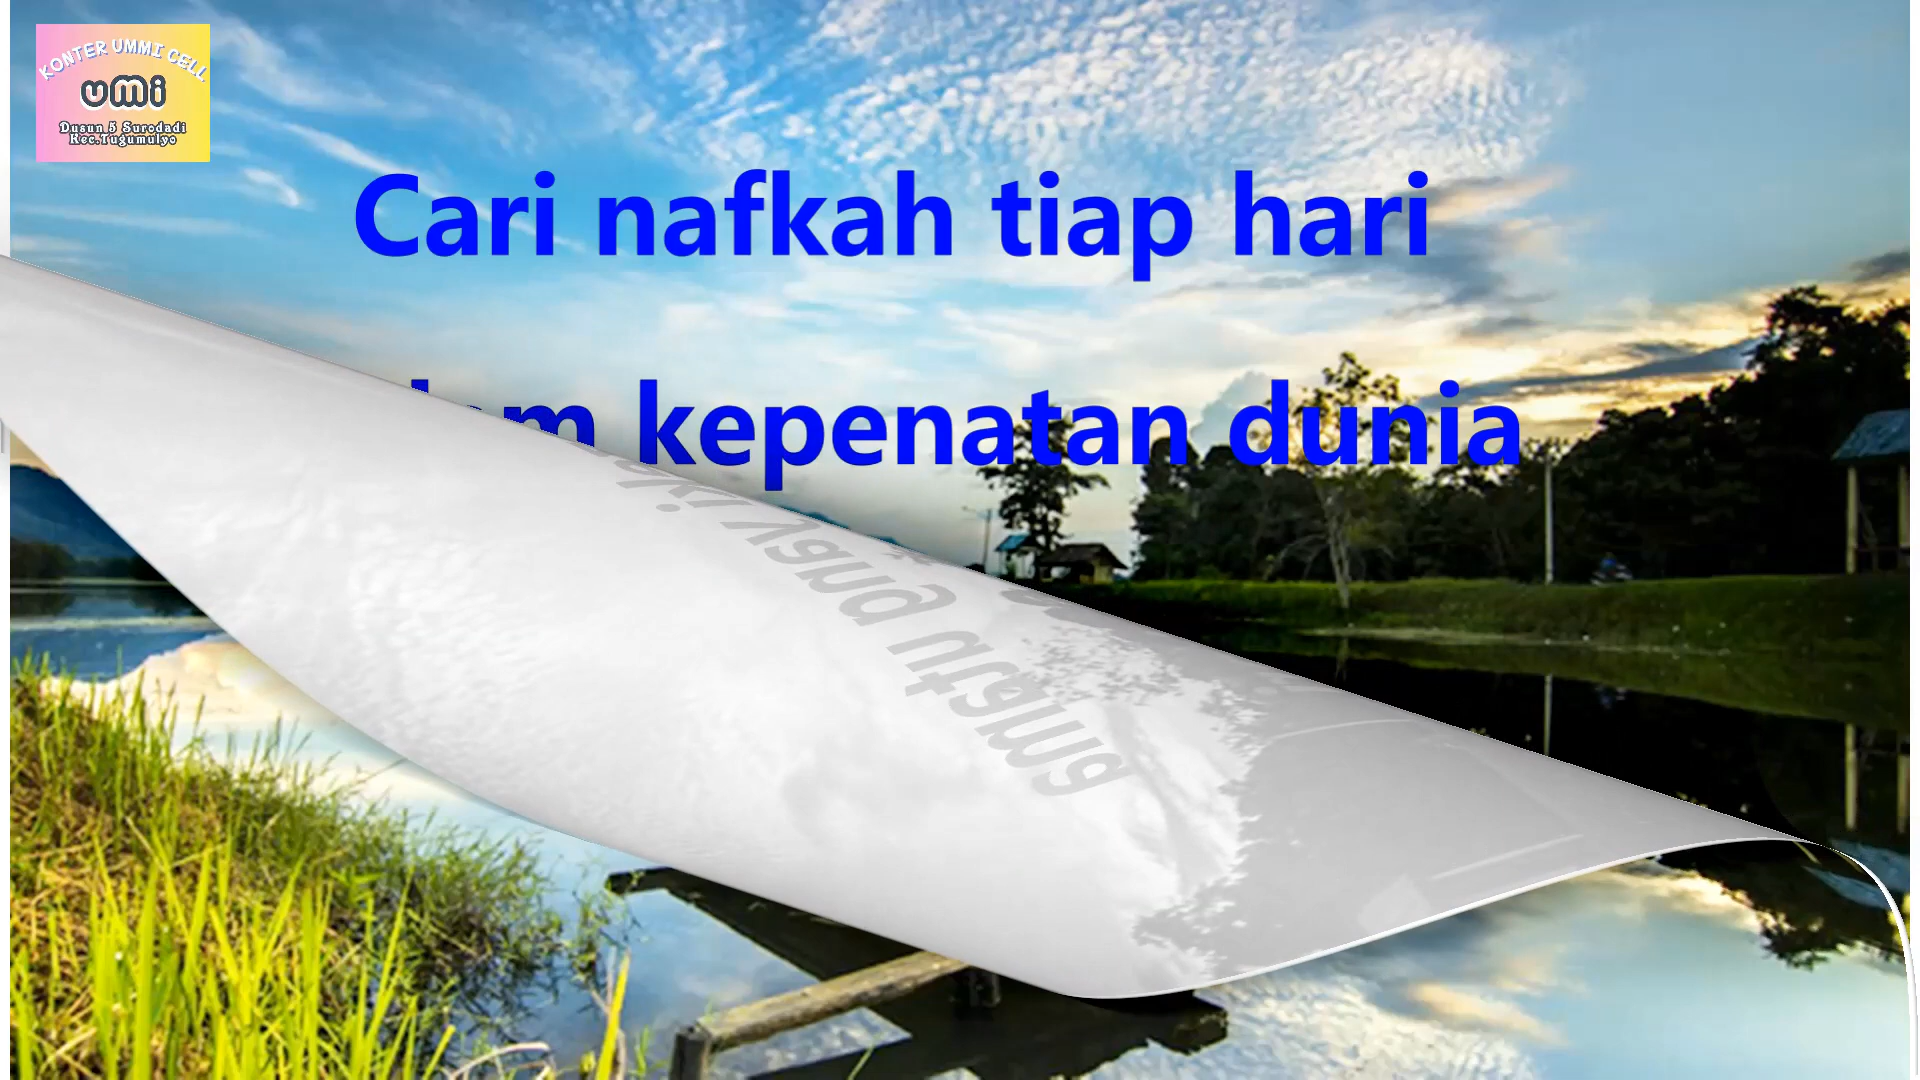 KONTER UMMI CELL
umi
Dusun 5 Surodadi
Kec.Tugumulyo
Cari nafkah tiap hari
kepenatan dunia